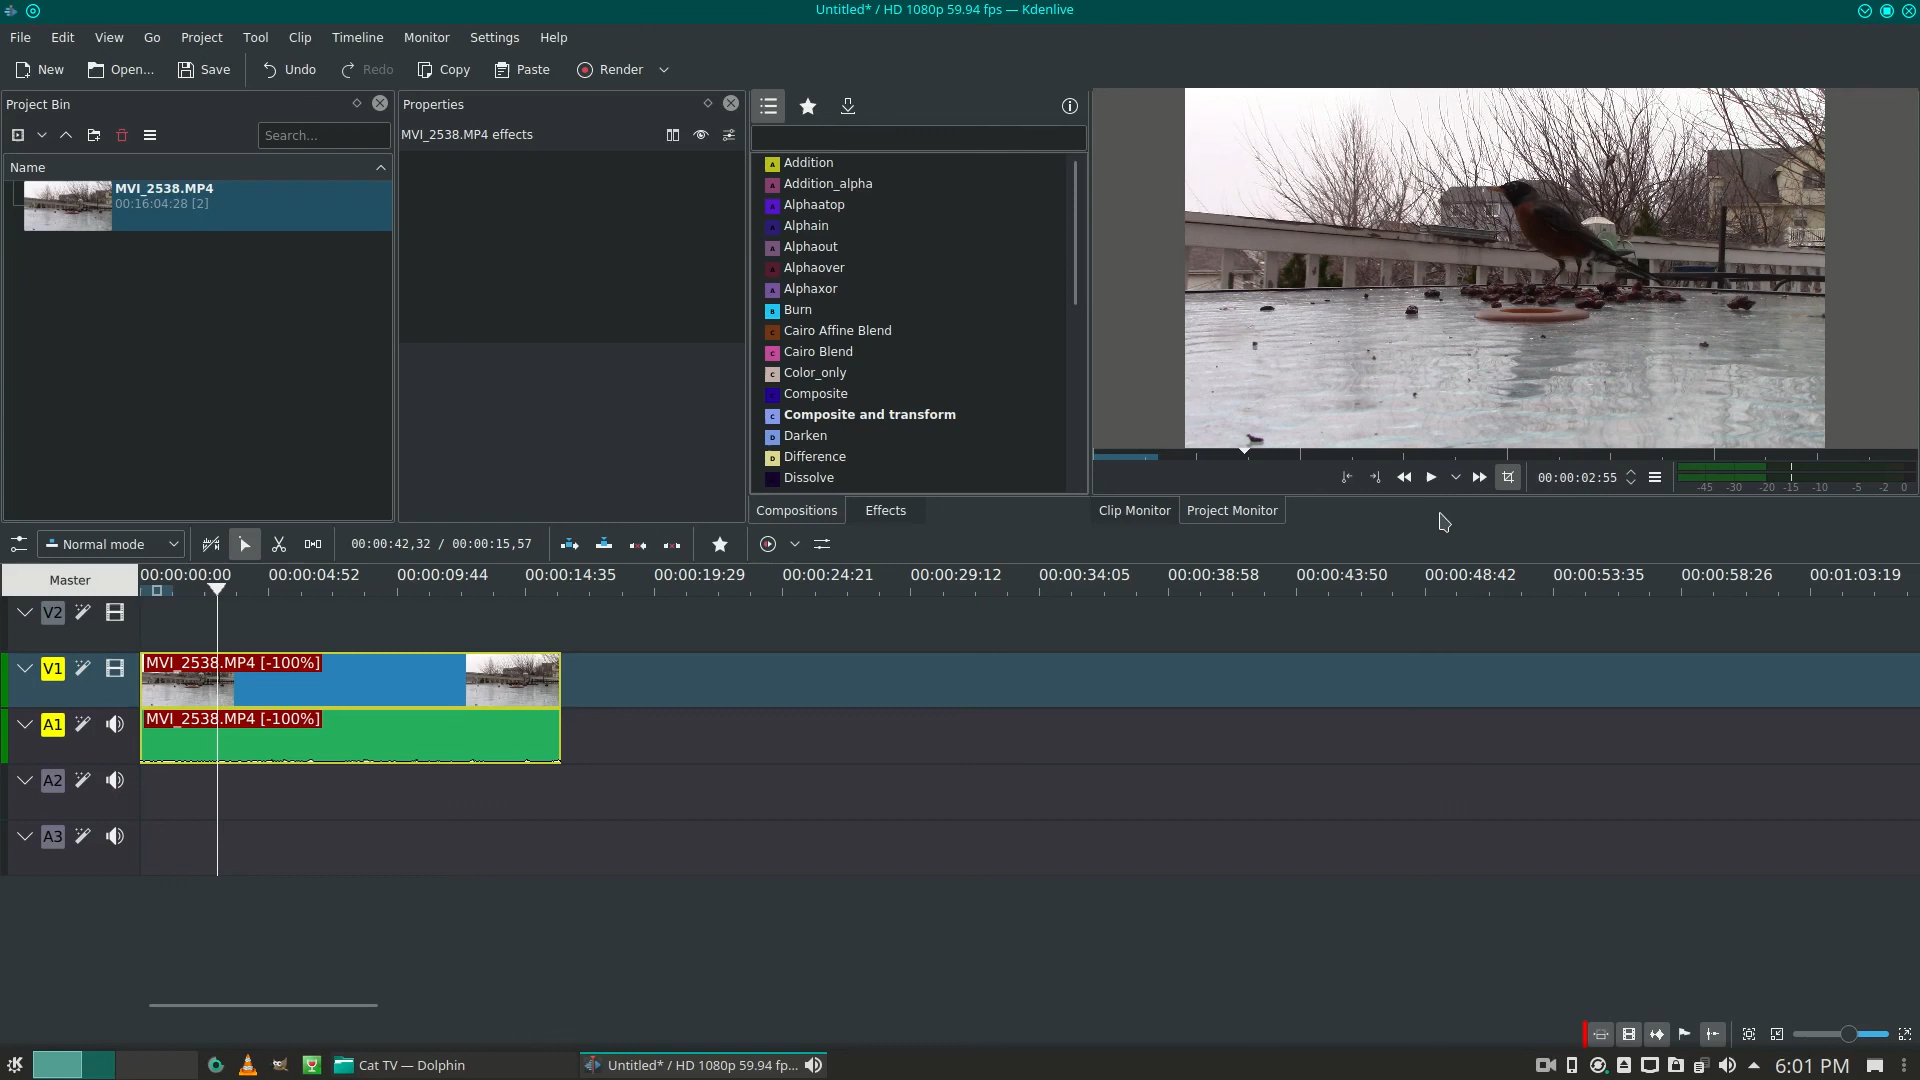 Untitled* / HD 1080p 59.94 fps — Kdenlive
File Edit View Go Project Tool Clip Timeline Monitor Settings Help
New Open... Save Undo Redo Copy Paste Render
Project Bin
Search...
Name
MVI_2538.MP4
00:16:04:28 [2]
Properties
MVI_2538.MP4 effects
Addition
Addition_alpha
Alphaatop
Alphain
Alphaout
Alphaover
Alphaxor
Burn
Cairo Affine Blend
Cairo Blend
Color_only
Composite
Composite and transform
Darken
Difference
Dissolve
Compositions Effects
00:00:02:55
-45 -30 -20 -15 -10 -5 -2 0
Clip Monitor Project Monitor
Normal mode 00:00:42,32 / 00:00:15,57
Master 00:00:00:00 00:00:04:52 00:00:09:44 00:00:14:35 00:00:19:29 00:00:24:21 00:00:29:12 00:00:34:05 00:00:38:58 00:00:43:50 00:00:48:42 00:00:53:35 00:00:58:26 00:01:03:19
V2
V1 MVI_2538.MP4 [-100%]
A1 MVI_2538.MP4 [-100%]
A2
A3
Cat TV — Dolphin Untitled* / HD 1080p 59.94 fp... 6:01 PM